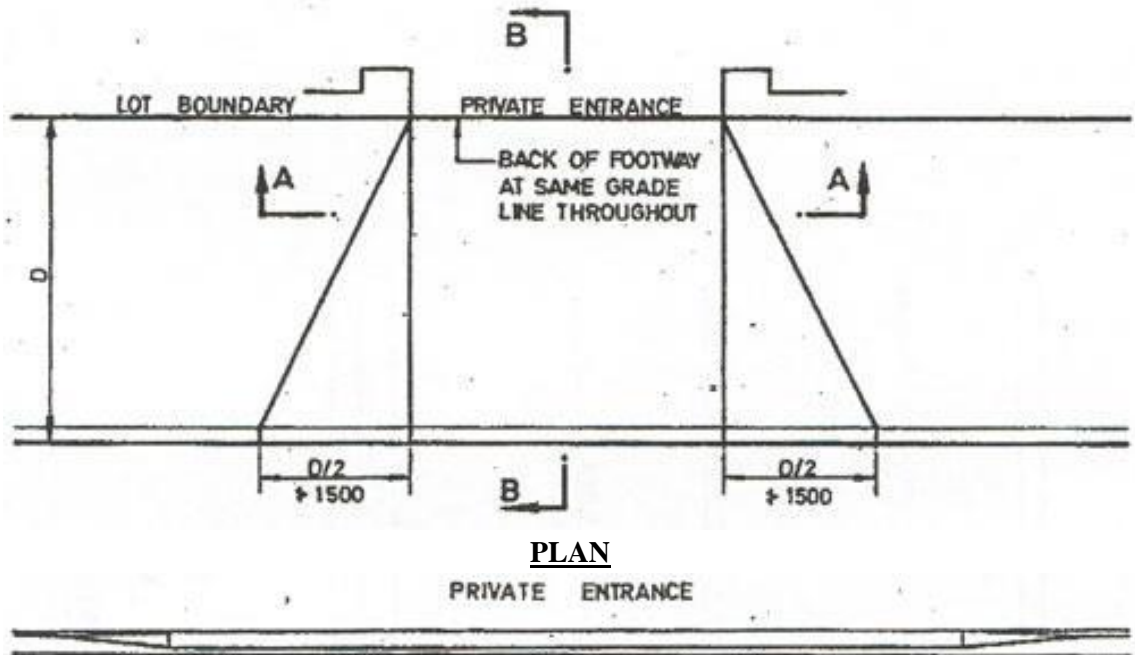 B
LOT BOUNDARY
PRIVATE ENTRANCE
A
BACK OF FOOTWAY
AT SAME GRADE
LINE THROUGHOUT
A
D
D/2
≯ 1500
B
D/2
≯ 1500
PLAN
PRIVATE ENTRANCE